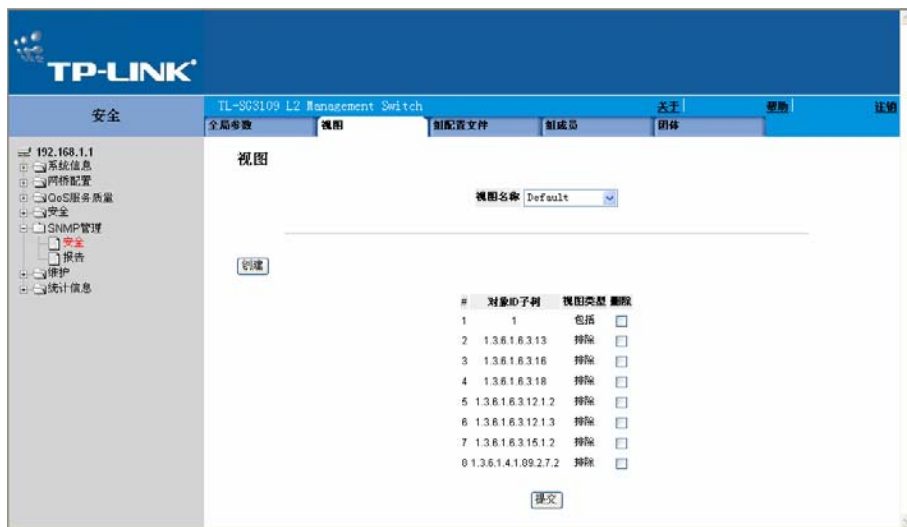 TP-LINK
安全
TL-SG3109 L2 Management Switch
关于
帮助
注销
全局参数
视图
组配置文件
组成员
团体
192.168.1.1
系统信息
网桥配置
QoS服务质量
安全
SNMP管理
安全
报告
维护
统计信息
视图
视图名称 Default
创建
# 对象ID子树 视图类型 删除
1 1 包括
2 1.3.6.1.6.3.13 排除
3 1.3.6.1.6.3.16 排除
4 1.3.6.1.6.3.18 排除
5 1.3.6.1.6.3.12.1.2 排除
6 1.3.6.1.6.3.12.1.3 排除
7 1.3.6.1.6.3.15.1.2 排除
8 1.3.6.1.4.1.89.2.7.2 排除
提交